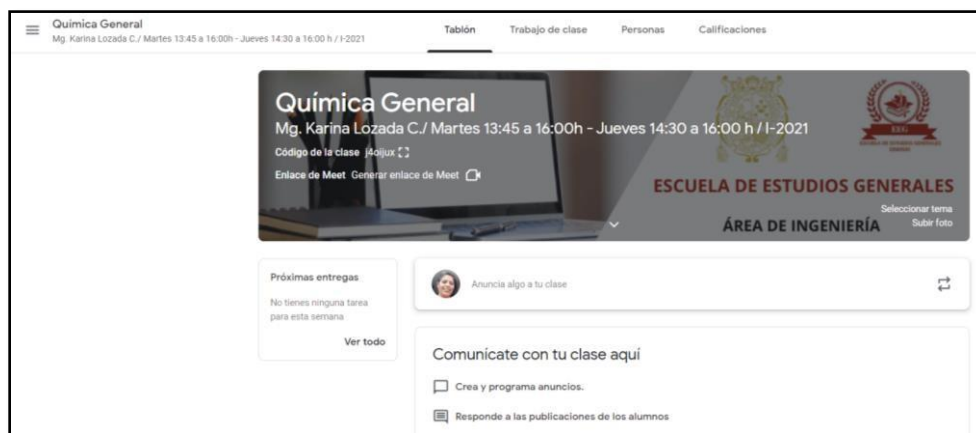 Química General
Mg. Karina Lozada C./ Martes 13:45 a 16:00h - Jueves 14:30 a 16:00 h / I-2021
Tablón
Trabajo de clase
Personas
Calificaciones
Química General
Mg. Karina Lozada C./ Martes 13:45 a 16:00h - Jueves 14:30 a 16:00 h / I-2021
Código de la clase j4oijux
Enlace de Meet Generar enlace de Meet
EEG
ESCUELA DE ESTUDIOS GENERALES
Seleccionar tema
ÁREA DE INGENIERÍA
Subir foto
Próximas entregas
No tienes ninguna tarea
para esta semana
Ver todo
Anuncia algo a tu clase
Comunícate con tu clase aquí
Crea y programa anuncios.
Responde a las publicaciones de los alumnos